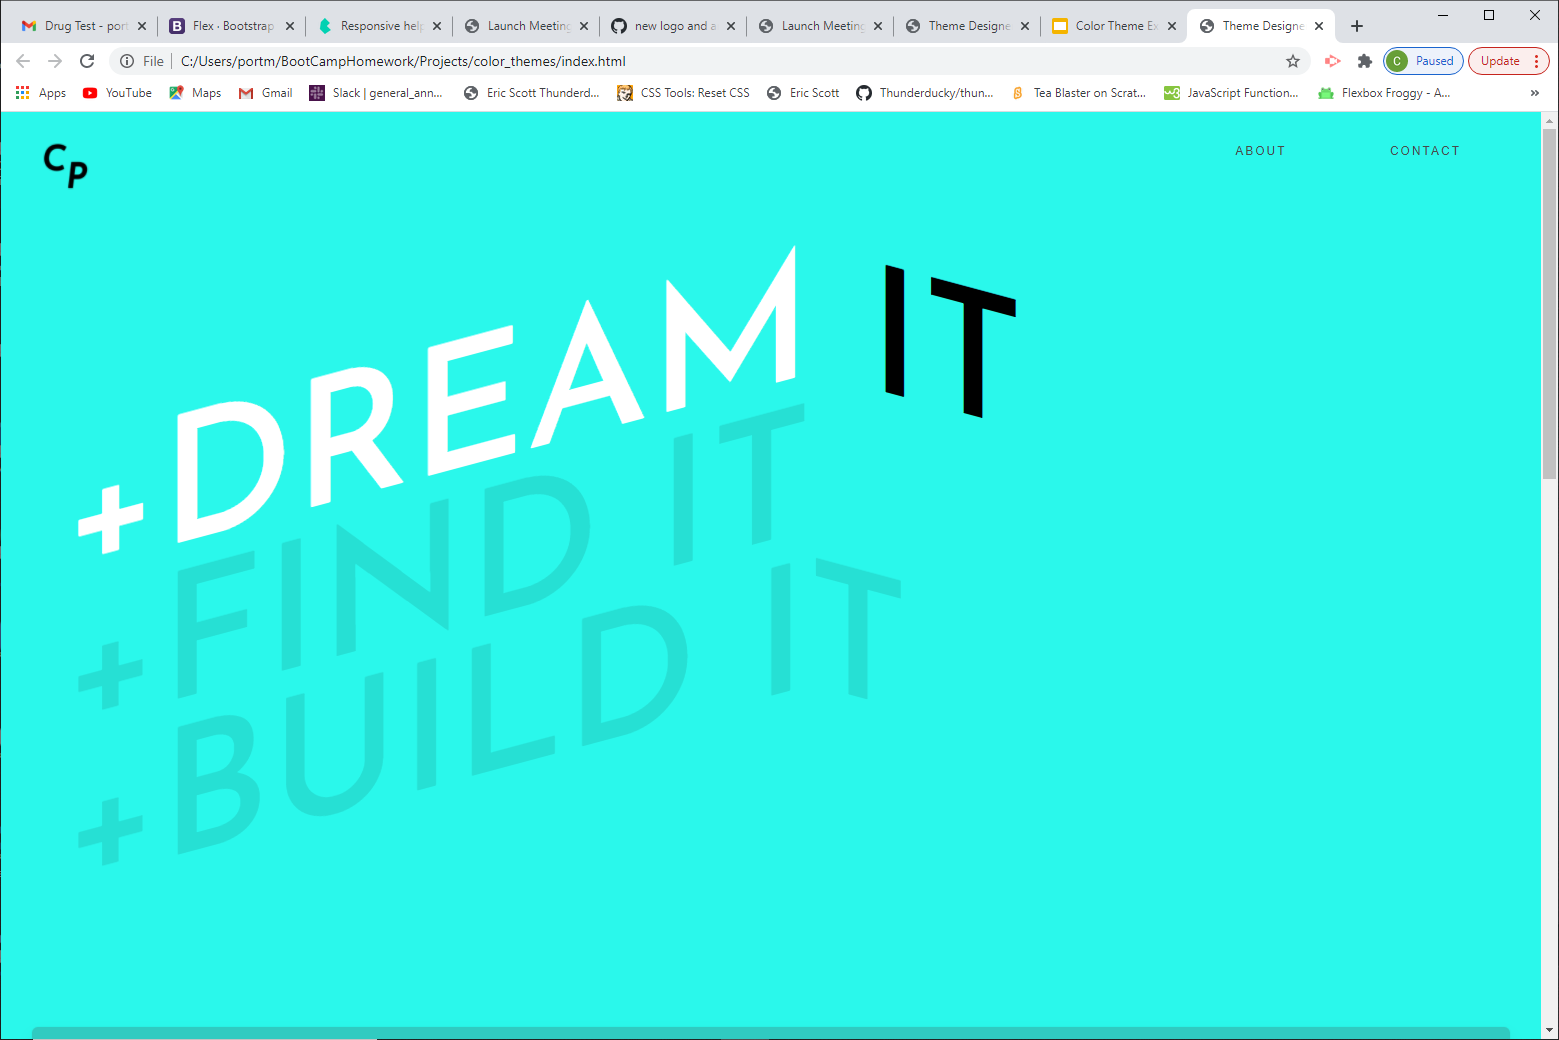 Drug Test - port
Flex · Bootstrap
Responsive help
Launch Meeting
new logo and a
Launch Meeting
Theme Designe
Color Theme Ex
Theme Designe
File
C:/Users/portm/BootCampHomework/Projects/color_themes/index.html
C
Paused
Update
Apps
YouTube
Maps
Gmail
Slack | general_ann...
Eric Scott Thunderd...
CSS Tools: Reset CSS
Eric Scott
Thunderducky/thun...
Tea Blaster on Scrat...
JavaScript Function...
Flexbox Froggy - A...
CP
ABOUT
CONTACT
+DREAM IT
+FIND IT
+BUILD IT